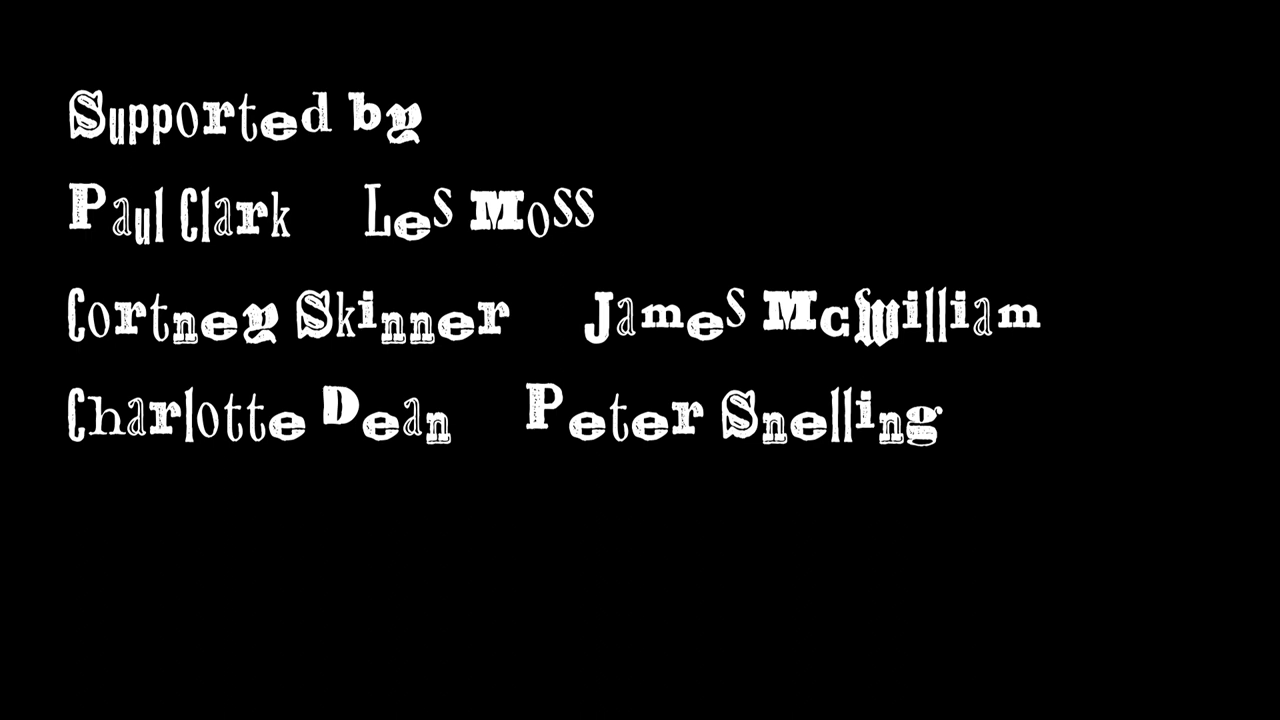 Supported by
Paul Clark Les Moss
Cortney Skinner James McWilliam
Charlotte Dean Peter Snelling